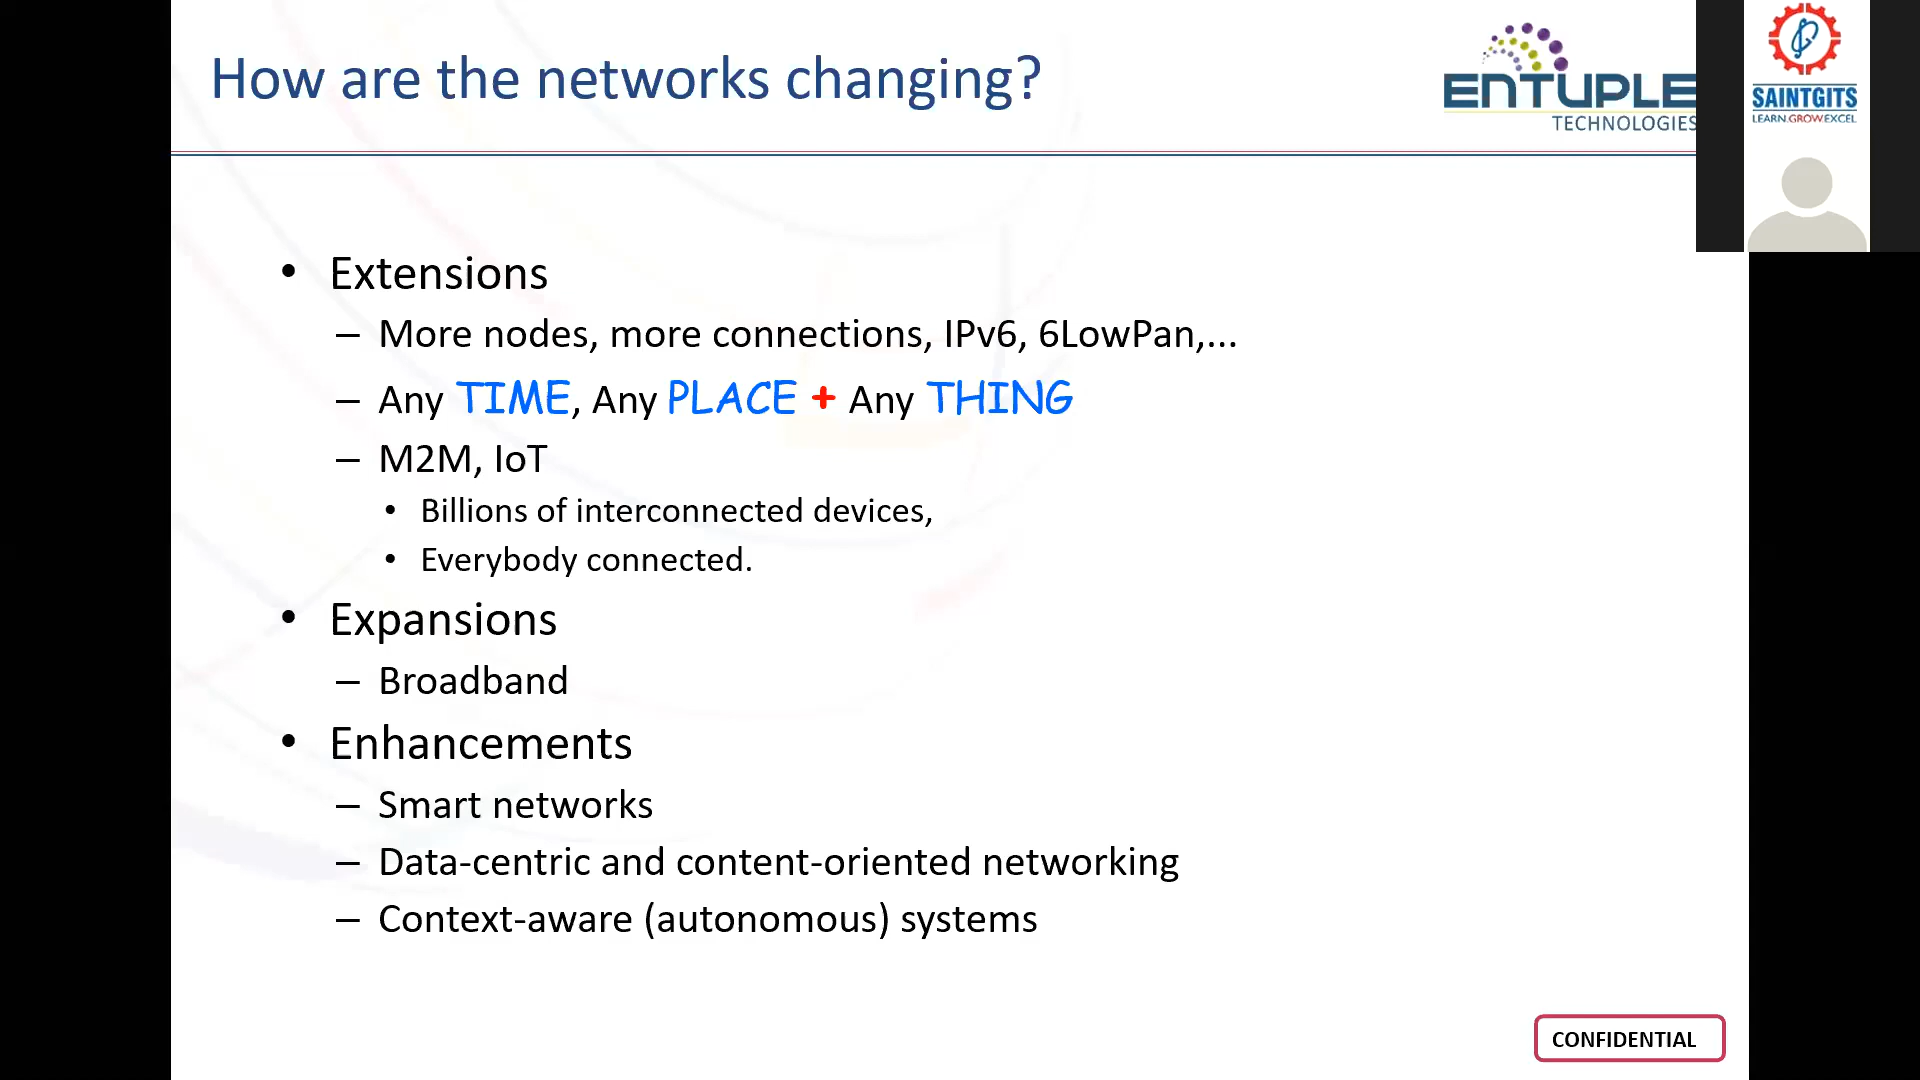 How are the networks changing?
ENTUPLE
TECHNOLOGIES
SAINTGITS
LEARN.GROW.EXCEL
• Extensions
– More nodes, more connections, IPv6, 6LowPan,...
– Any TIME, Any PLACE + Any THING
– M2M, IoT
• Billions of interconnected devices,
• Everybody connected.
• Expansions
– Broadband
• Enhancements
– Smart networks
– Data-centric and content-oriented networking
– Context-aware (autonomous) systems
CONFIDENTIAL